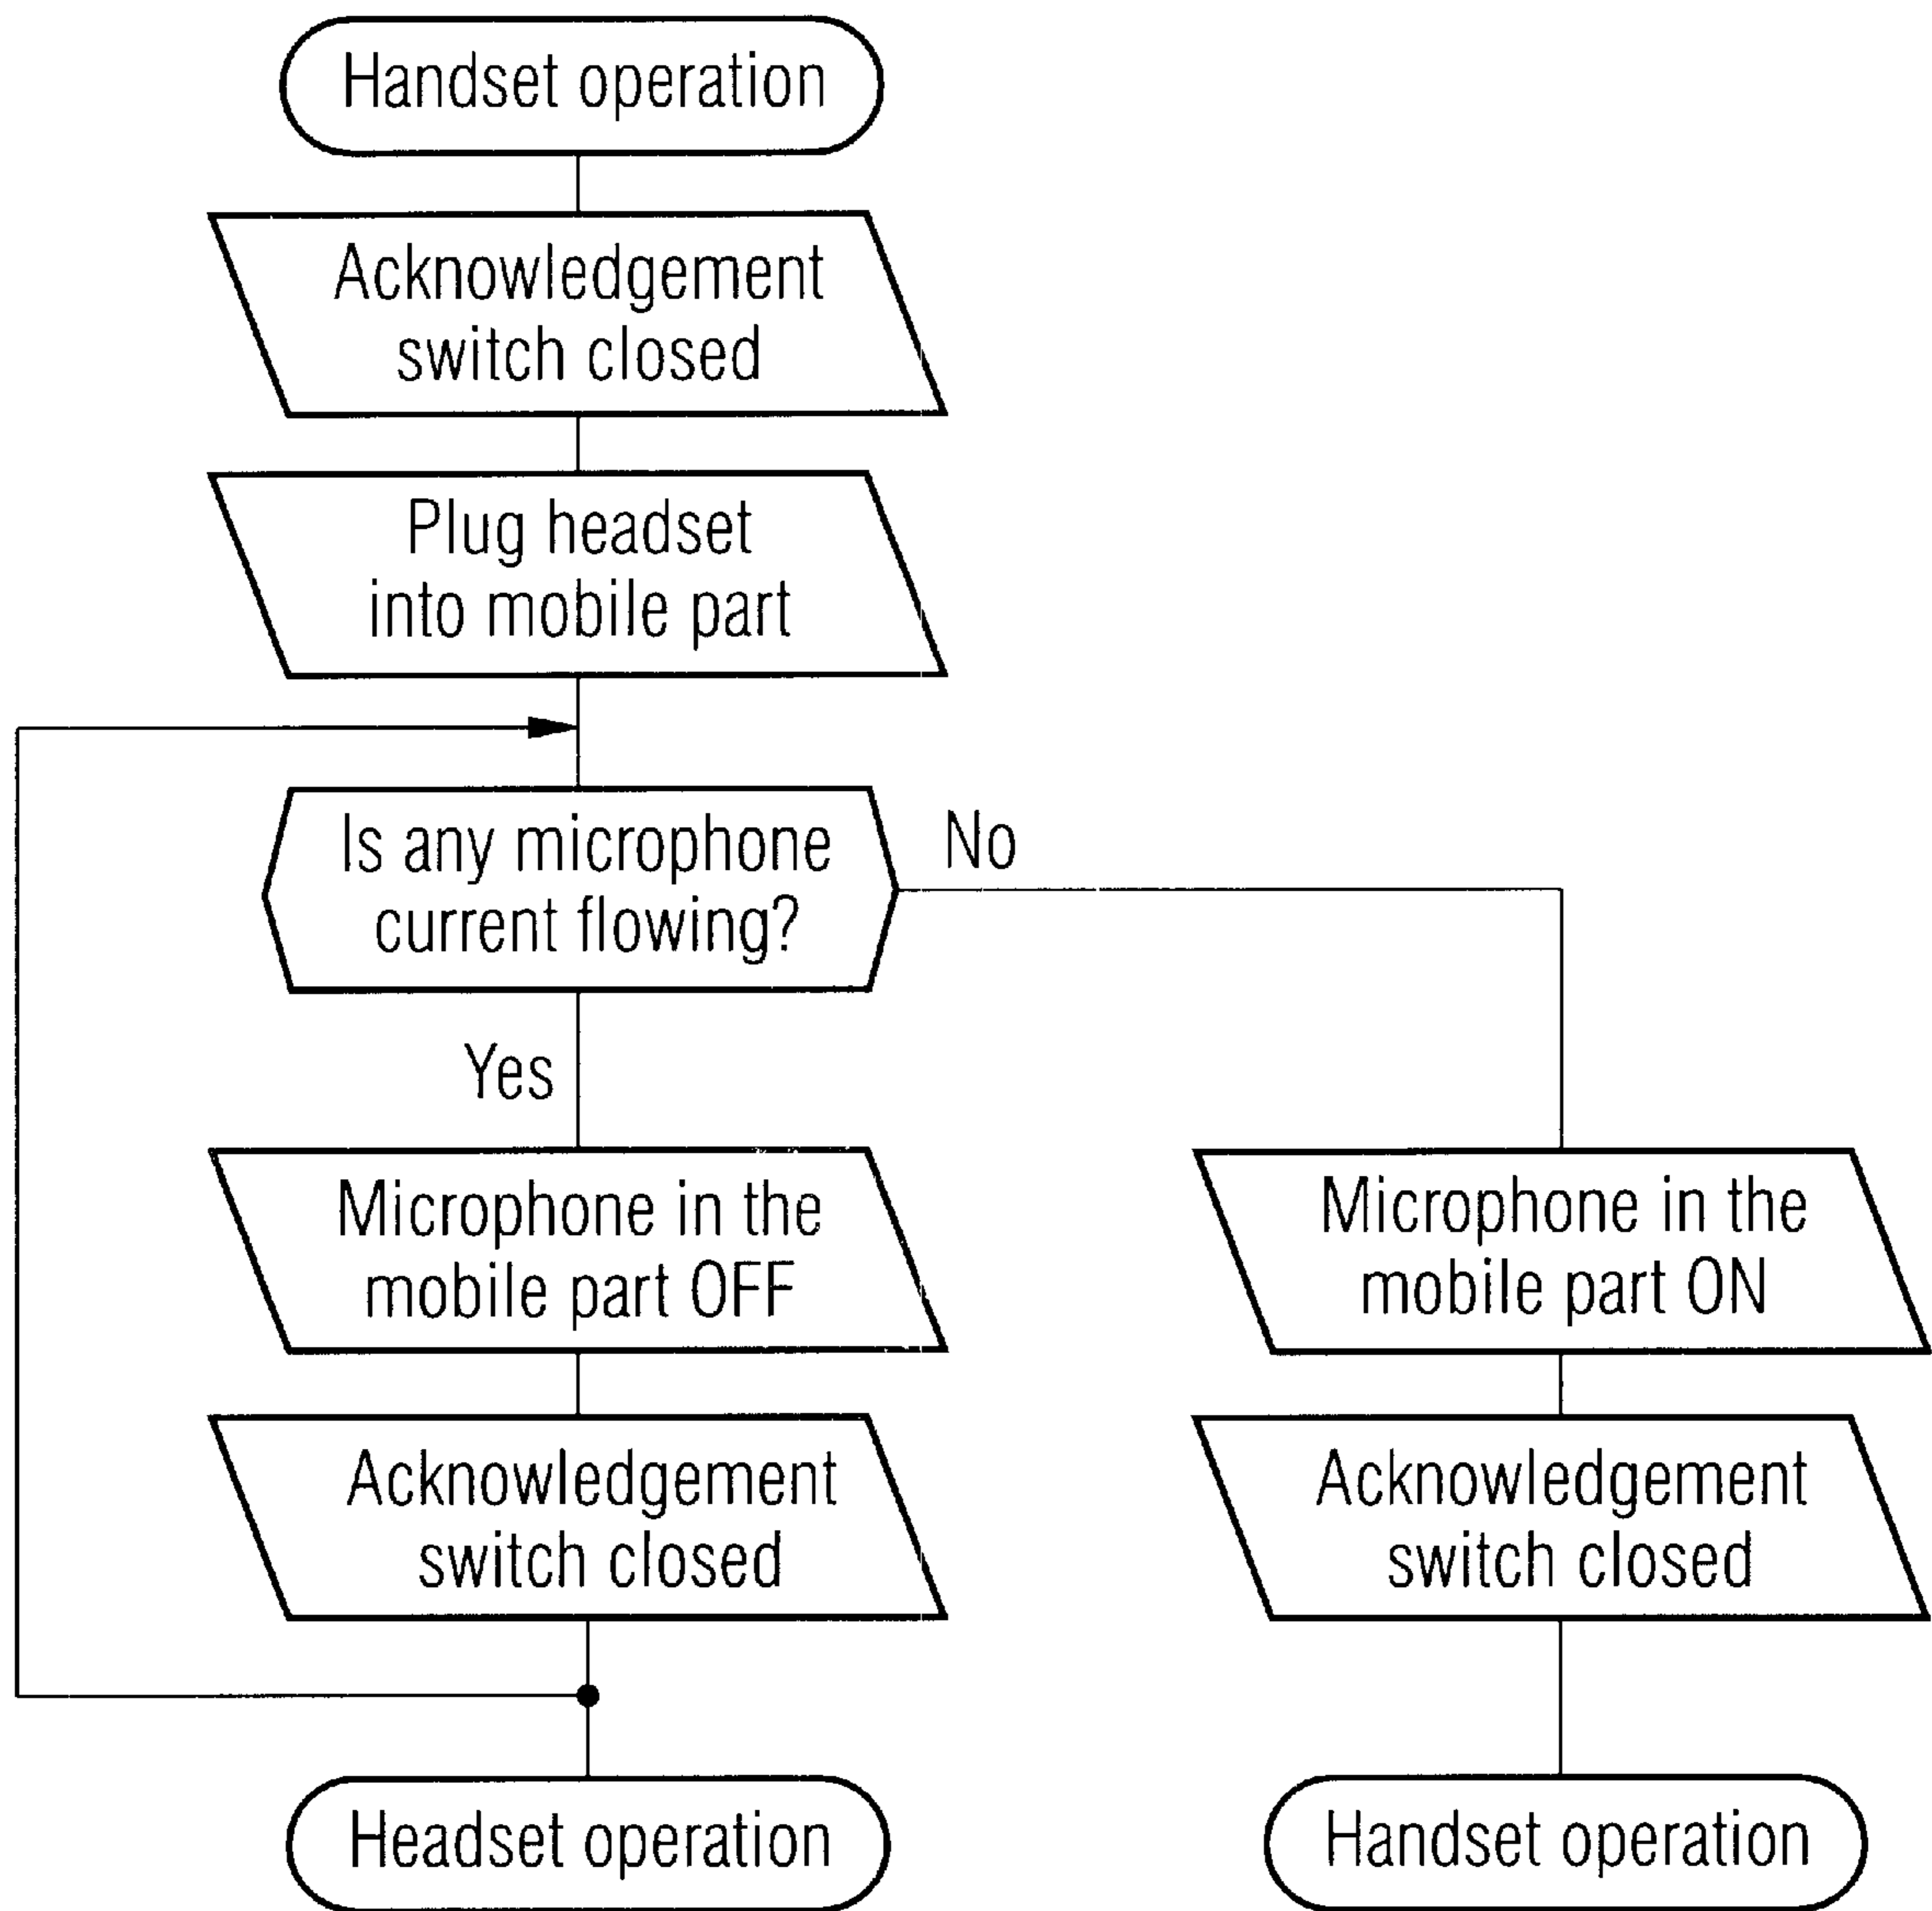 Handset operation
Acknowledgement
switch closed
Plug headset
into mobile part
Is any microphone
current flowing?
No
Yes
Microphone in the
mobile part OFF
Microphone in the
mobile part ON
Acknowledgement
switch closed
Acknowledgement
switch closed
Headset operation
Handset operation